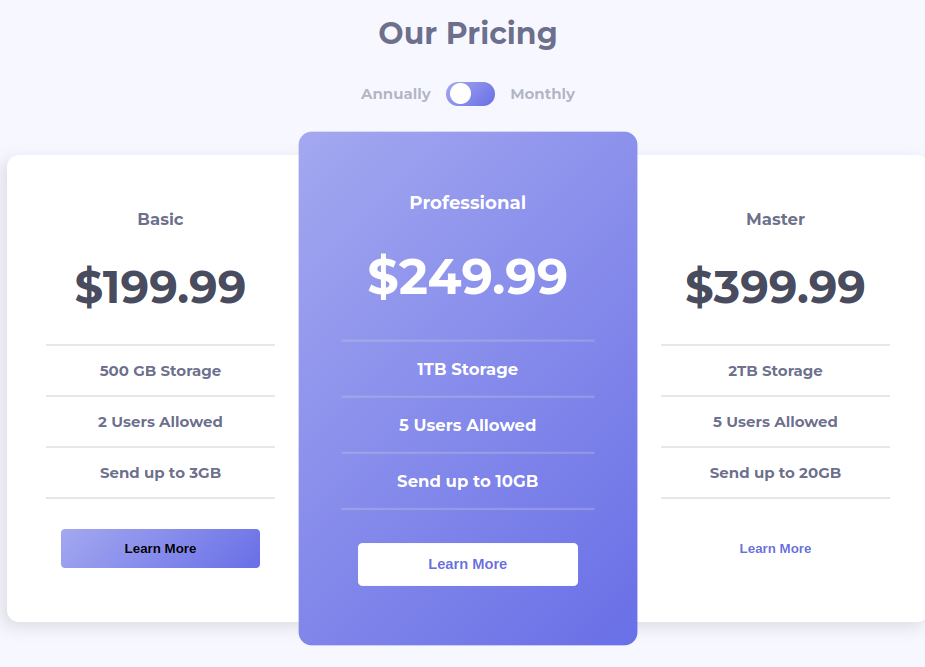 Our Pricing
Annually
Monthly
Basic
$199.99
500 GB Storage
2 Users Allowed
Send up to 3GB
Learn More
Professional
$249.99
1TB Storage
5 Users Allowed
Send up to 10GB
Learn More
Master
$399.99
2TB Storage
5 Users Allowed
Send up to 20GB
Learn More